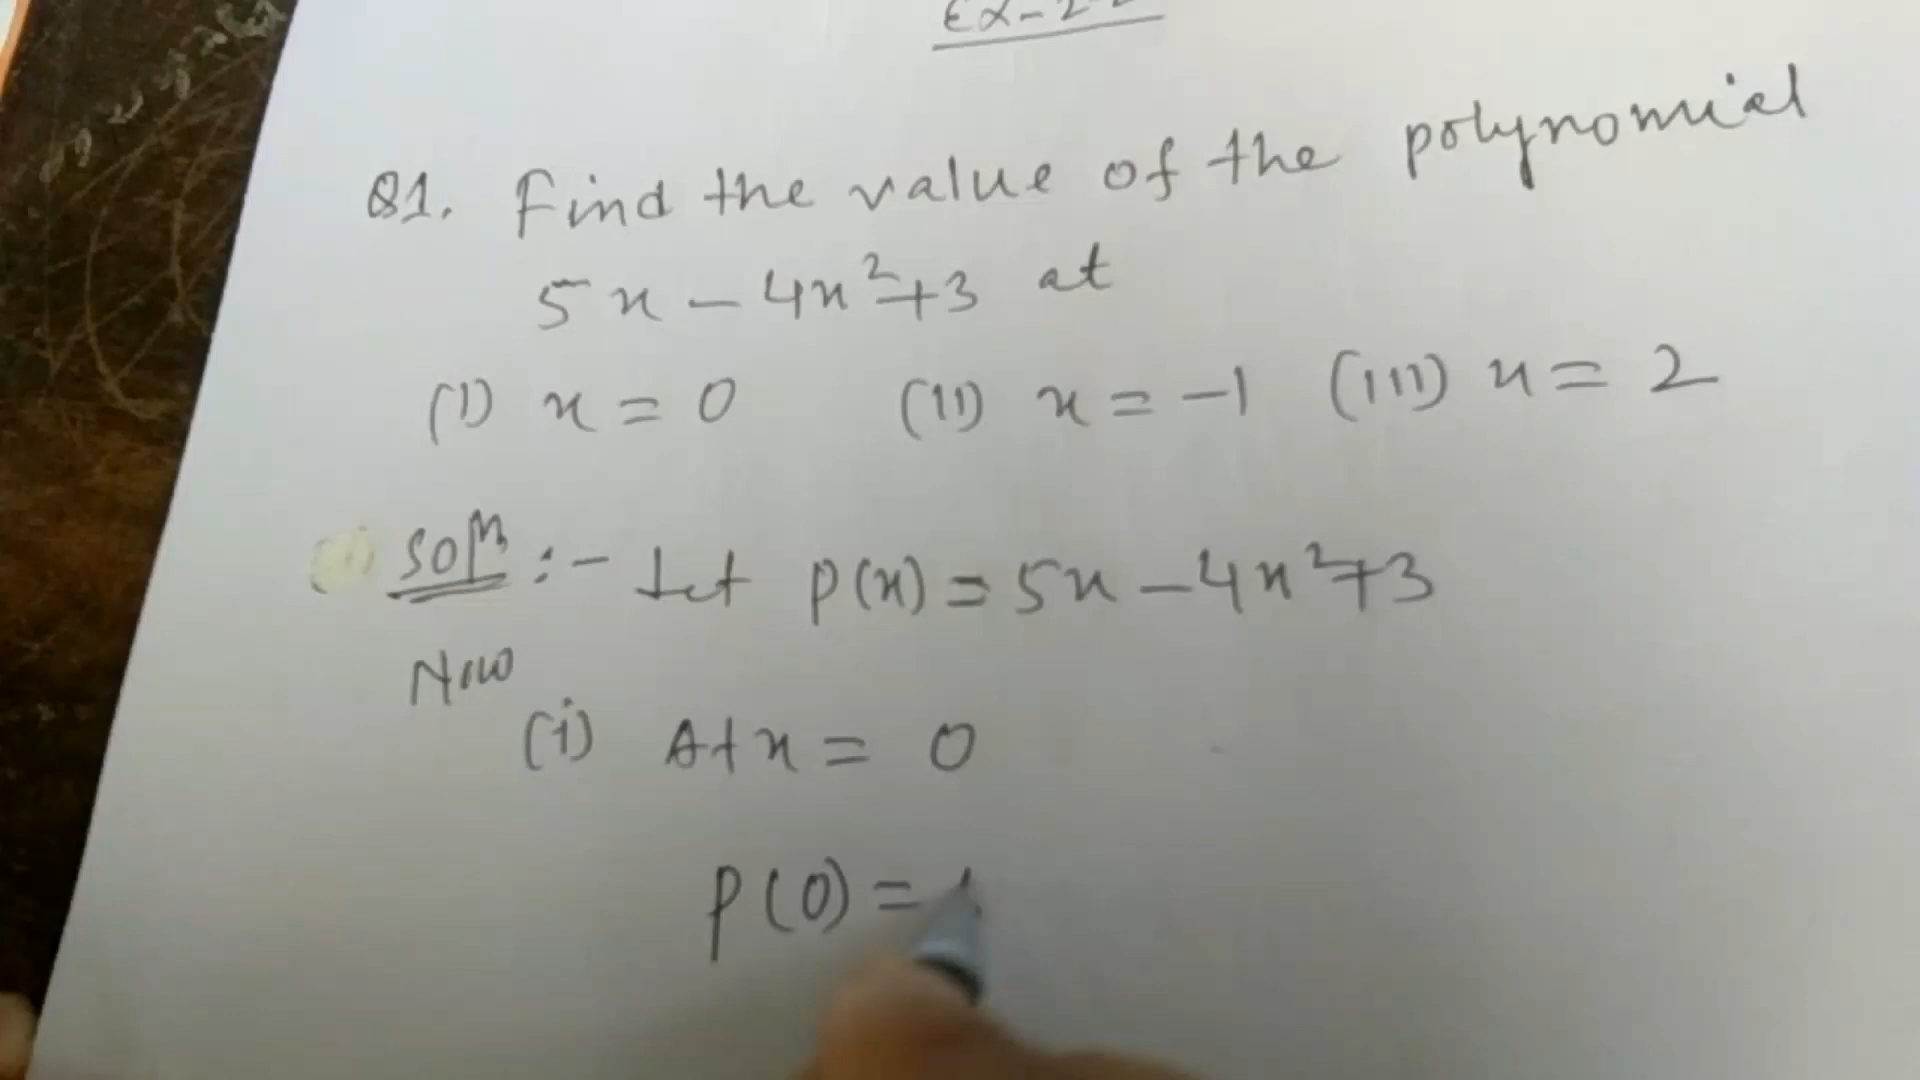 Q1. Find the value of the polynomial
5x - 4x²+3 at
(i) x = 0 (ii) x = -1 (iii) x = 2
Solⁿ :- Let p(x) = 5x - 4x²+3
Now
(i) At x = 0
P(0) =